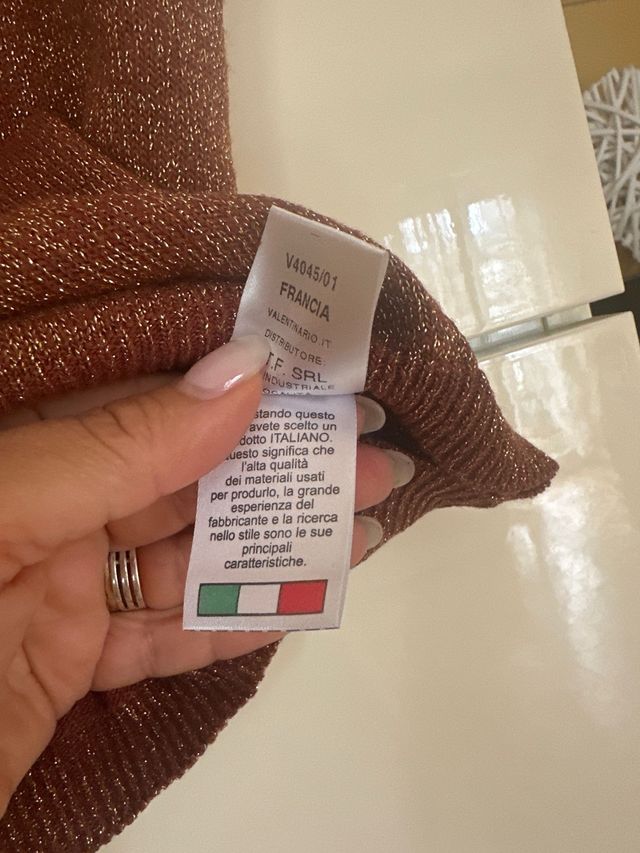 V4045/01
FRANCIA
VALENTINARIO.IT
DISTRIBUTORE:
T.F. SRL
INDUSTRIALE
stando questo
avete scelto un
dotto ITALIANO.
uesto significa che
l'alta qualità
dei materiali usati
per produrlo, la grande
esperienza del
fabbricante e la ricerca
nello stile sono le sue
principali
caratteristiche.